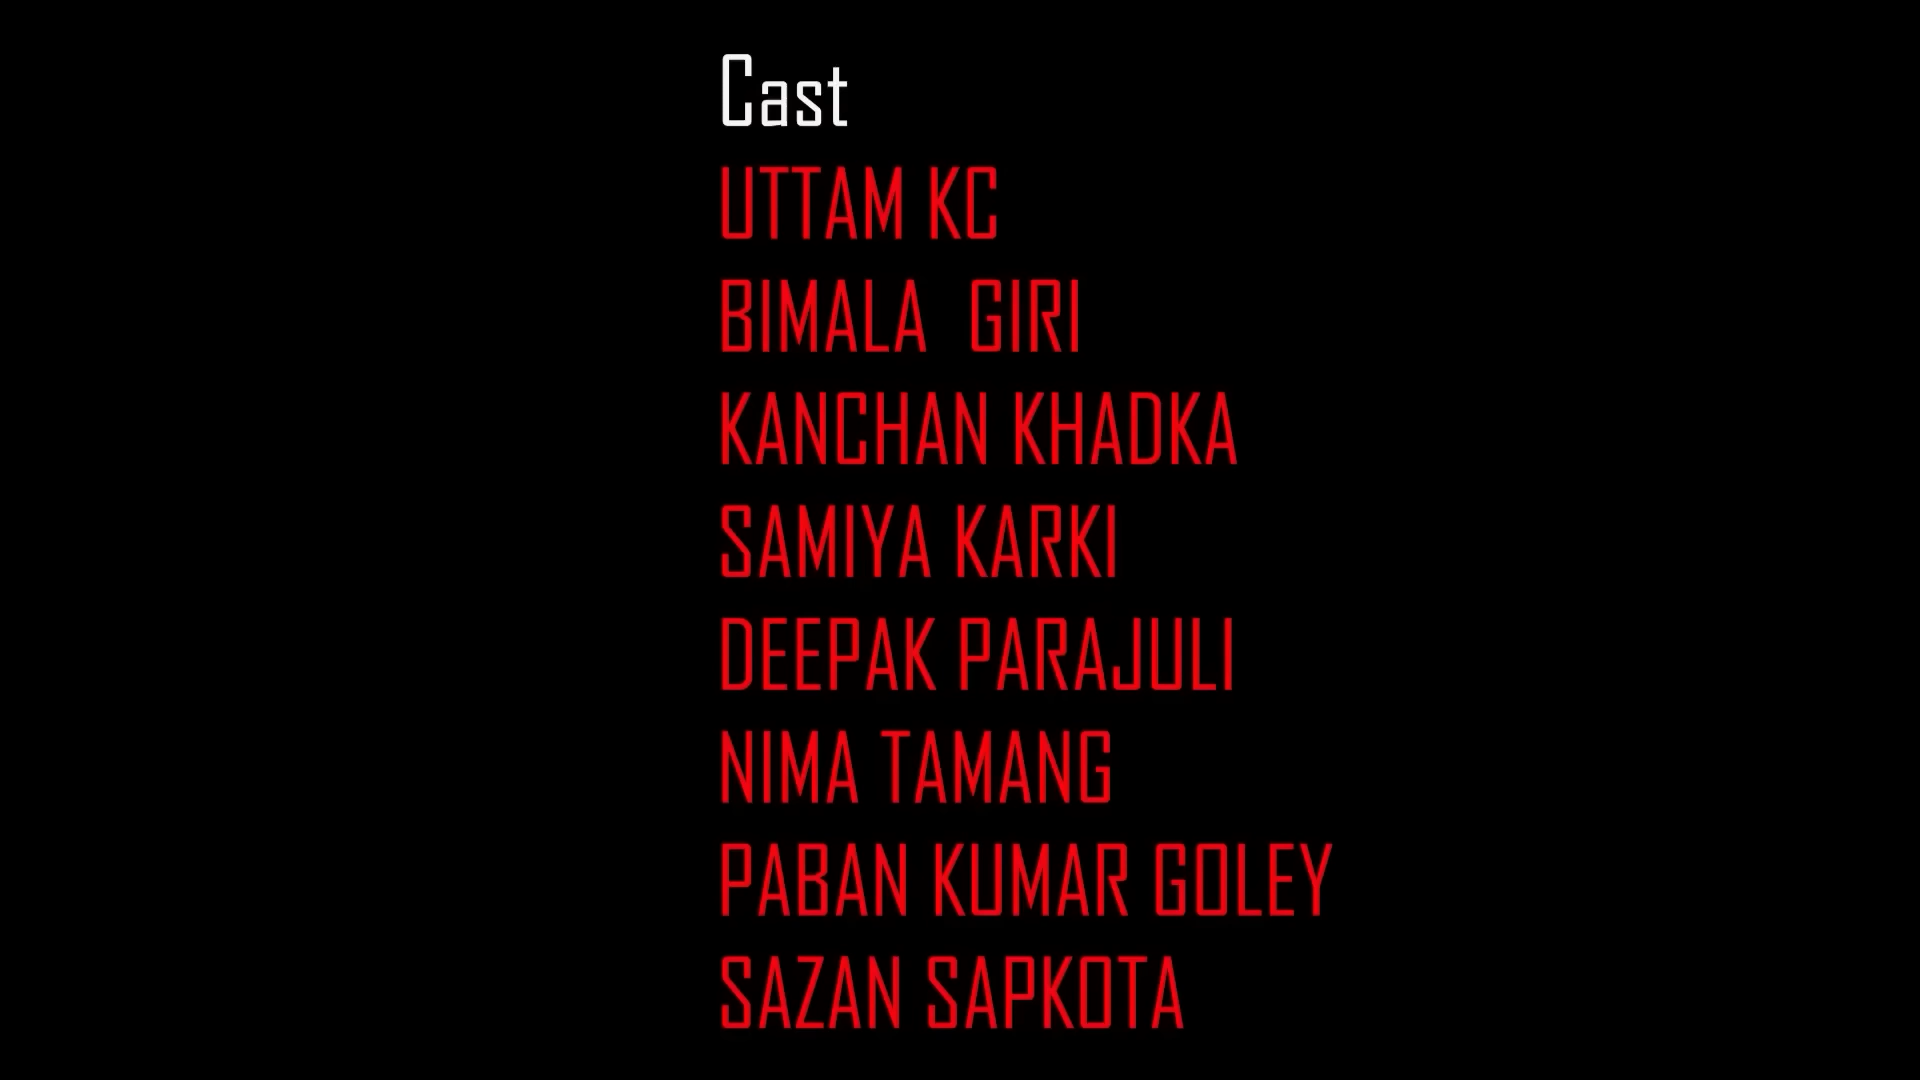 Cast
UTTAM KC
BIMALA  GIRI
KANCHAN KHADKA
SAMIYA KARKI
DEEPAK PARAJULI
NIMA TAMANG
PABAN KUMAR GOLEY
SAZAN SAPKOTA